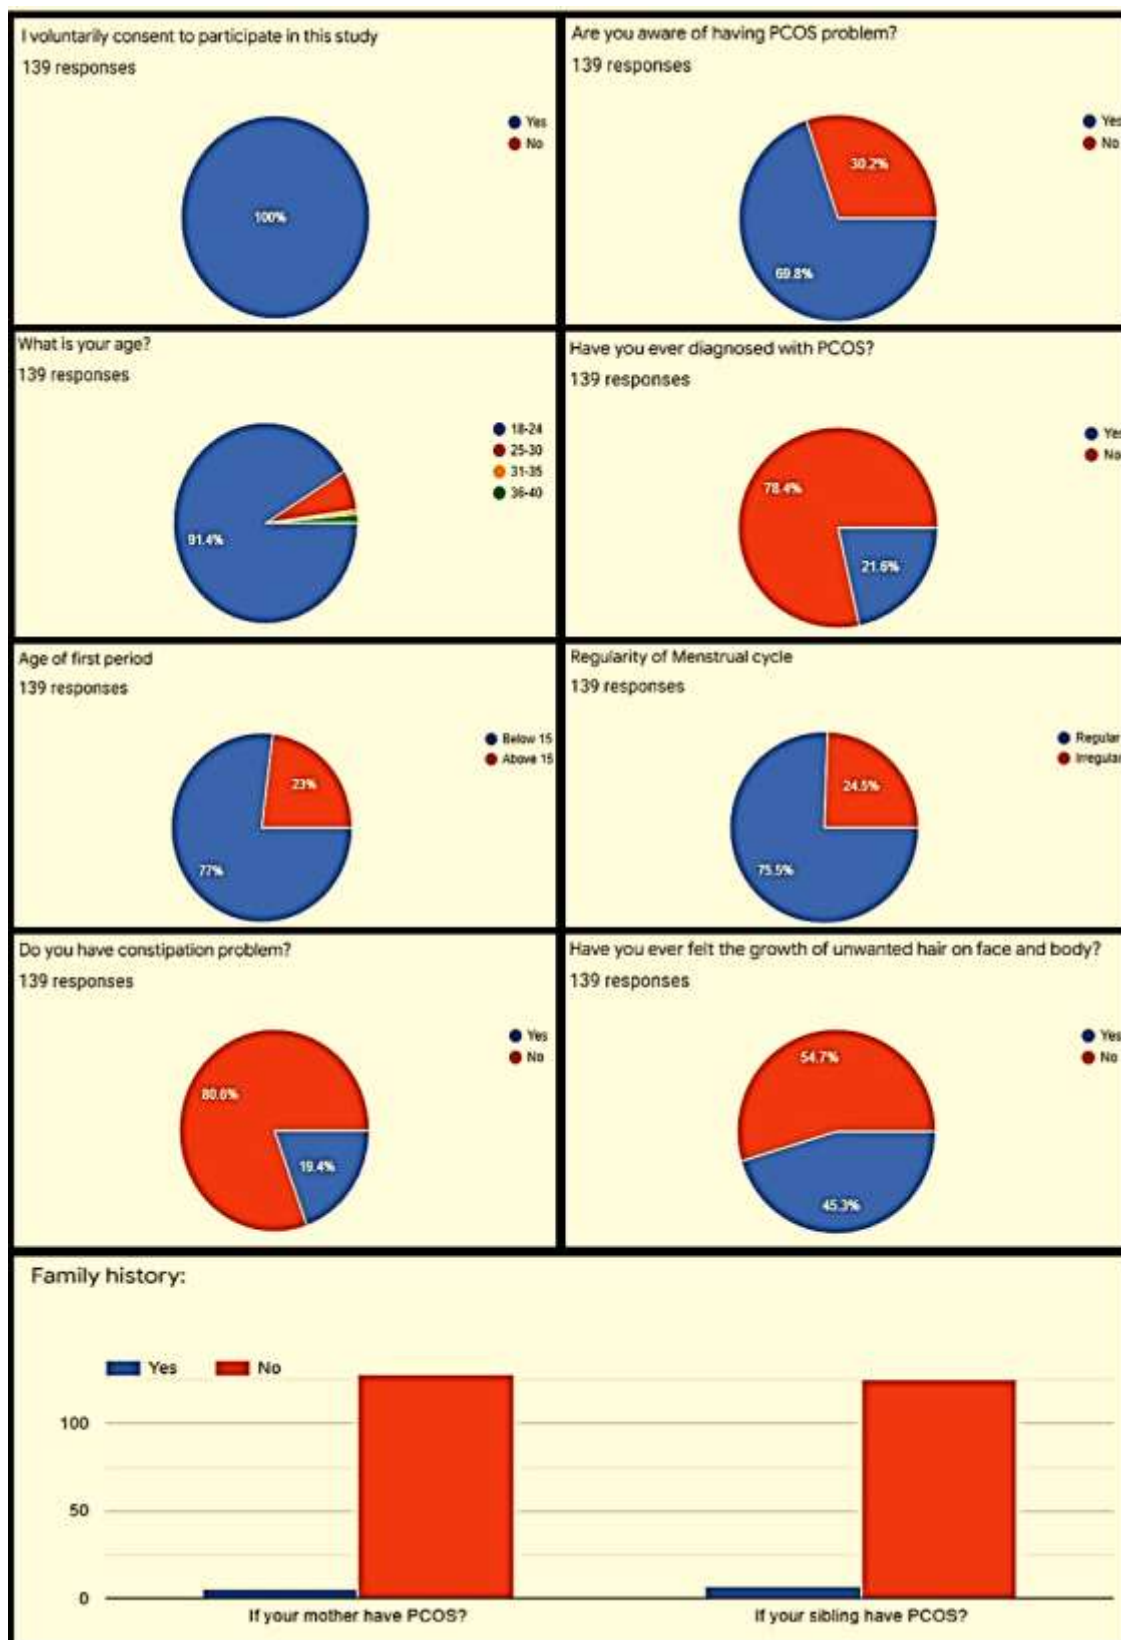 I voluntarily consent to participate in this study
139 responses
Yes
No
100%
Are you aware of having PCOS problem?
139 responses
Yes
No
30.2%
69.8%
What is your age?
139 responses
18-24
25-30
31-35
36-40
91.4%
Have you ever diagnosed with PCOS?
139 responses
Yes
No
78.4%
21.6%
Age of first period
139 responses
Below 15
Above 15
23%
77%
Regularity of Menstrual cycle
139 responses
Regular
Irregular
24.5%
75.5%
Do you have constipation problem?
139 responses
Yes
No
80.6%
19.4%
Have you ever felt the growth of unwanted hair on face and body?
139 responses
Yes
No
54.7%
45.3%
Family history:
Yes No
100
50
0
If your mother have PCOS? If your sibling have PCOS?